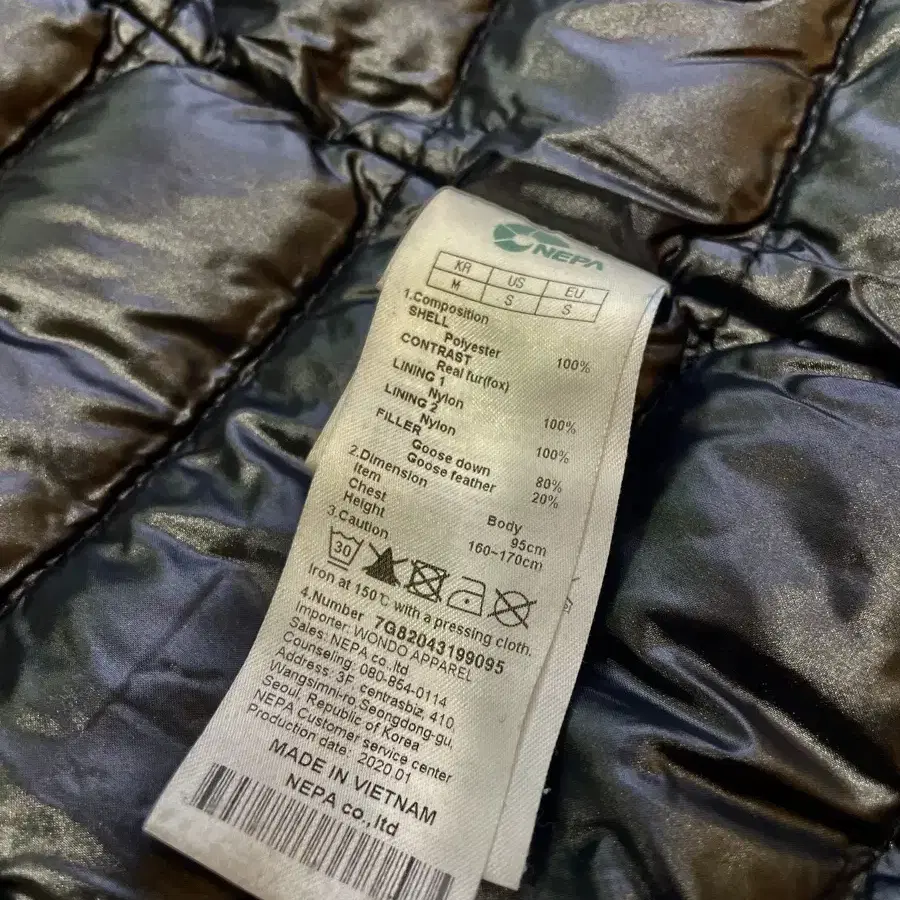 NEPA
KR US EU
M S S
1.Composition
SHELL
Polyester 100%
CONTRAST
Real fur(fox)
LINING 1
Nylon 100%
LINING 2
Nylon 100%
FILLER
Goose down 80%
Goose feather 20%
2.Dimension
Item Body
Chest 95cm
Height 160~170cm
3.Caution
30
Iron at 150℃ with a pressing cloth.
4.Number 7G82043199095
Importer: WONDO APPAREL
Sales: NEPA co.,ltd
Counseling: 080-854-0114
Address: 3F, centrasbiz, 410,
Wangsimni-ro, Seongdong-gu,
Seoul, Republic of Korea
NEPA Customer service center
Production date: 2020.01
MADE IN VIETNAM
NEPA co.,ltd